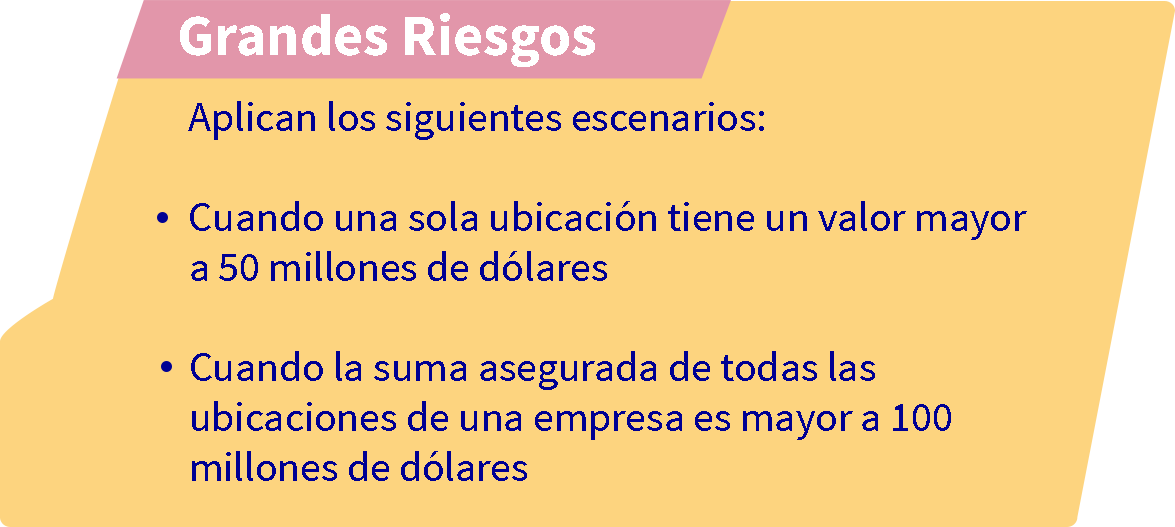 Grandes Riesgos
Aplican los siguientes escenarios:
• Cuando una sola ubicación tiene un valor mayor
a 50 millones de dólares
• Cuando la suma asegurada de todas las
ubicaciones de una empresa es mayor a 100
millones de dólares